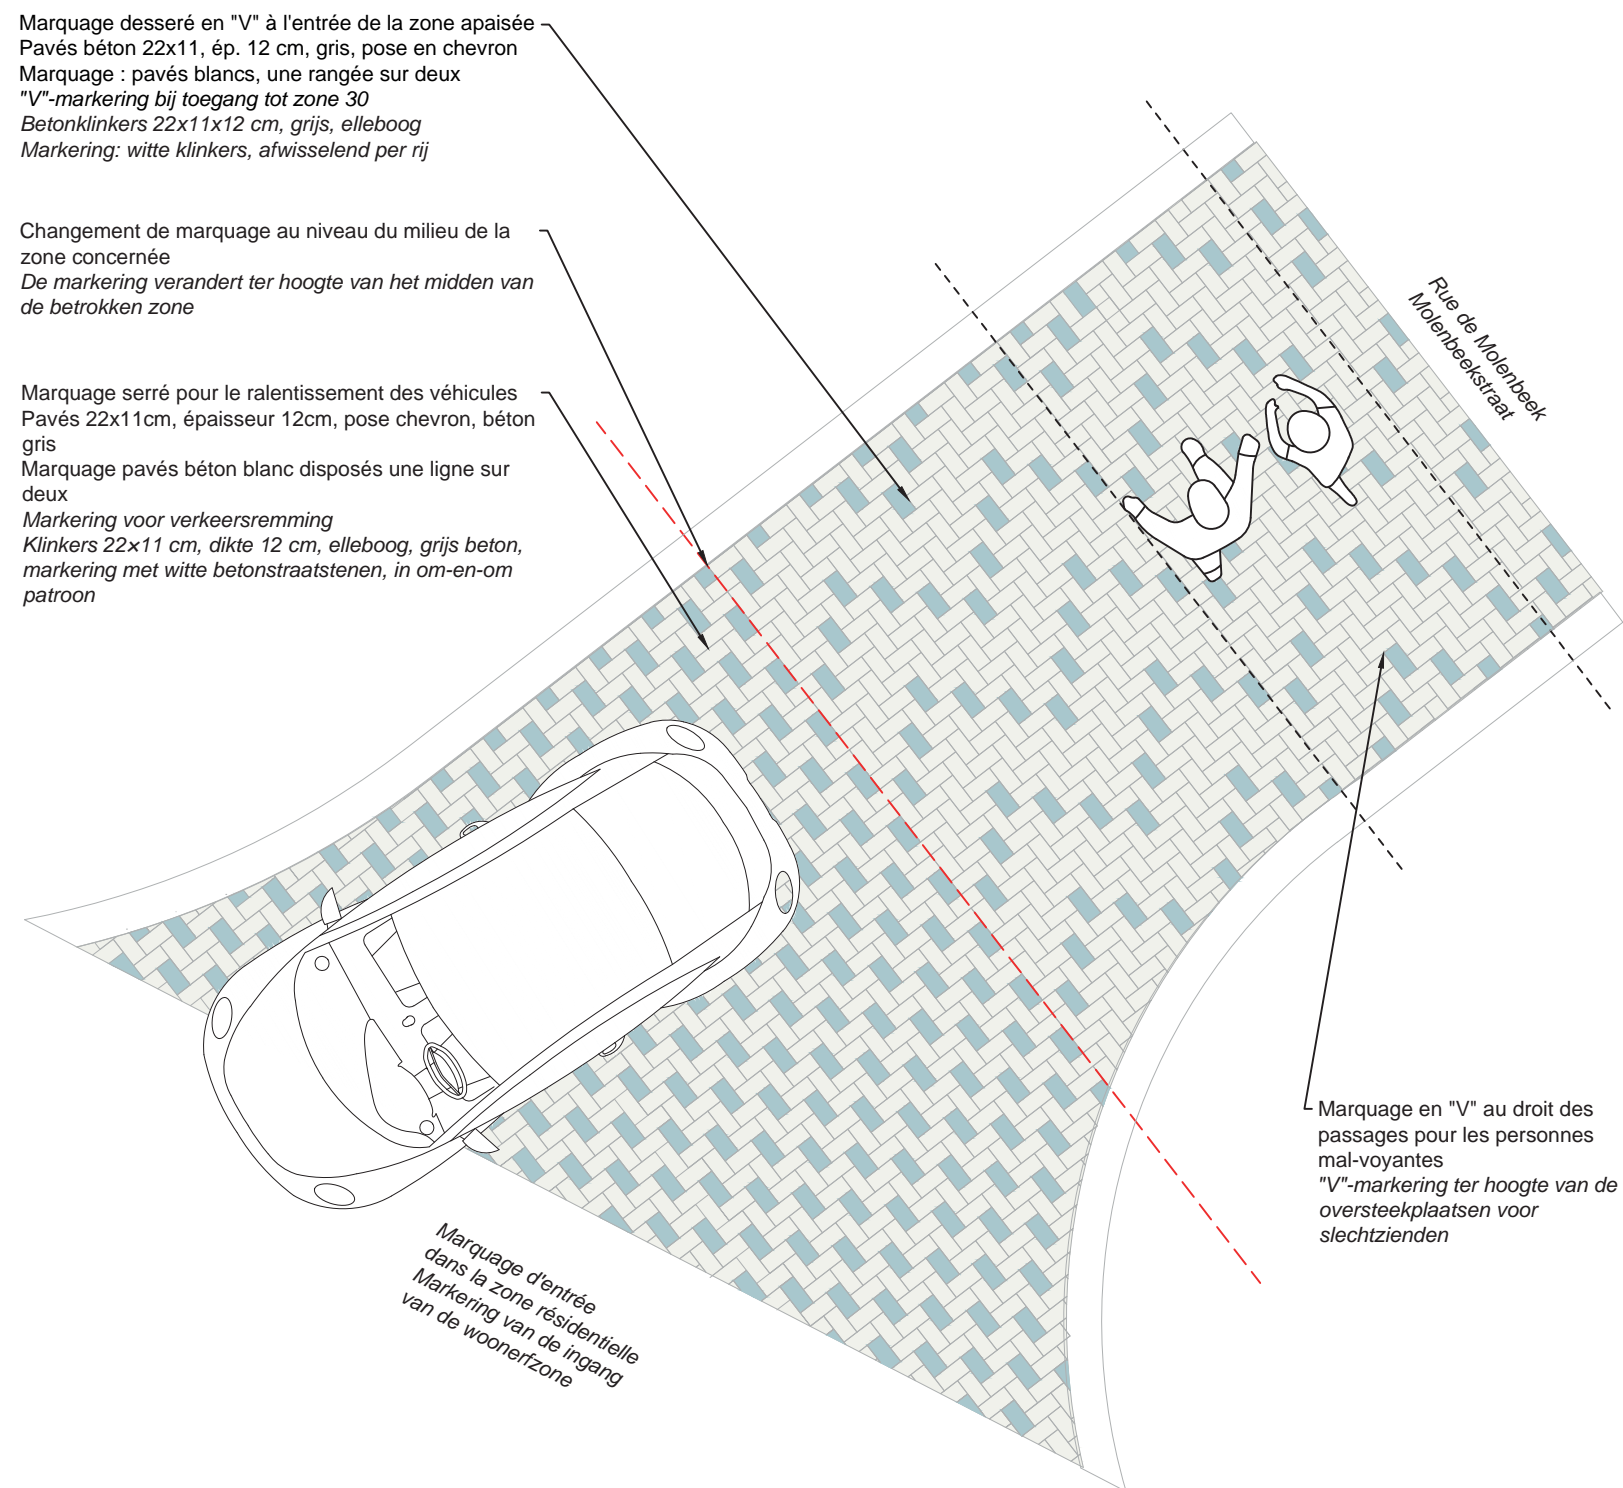 Marquage desseré en "V" à l'entrée de la zone apaisée
Pavés béton 22x11, ép. 12 cm, gris, pose en chevron
Marquage : pavés blancs, une rangée sur deux
"V"-markering bij toegang tot zone 30
Betonklinkers 22x11x12 cm, grijs, elleboog
Markering: witte klinkers, afwisselend per rij
Changement de marquage au niveau du milieu de la
zone concernée
De markering verandert ter hoogte van het midden van
de betrokken zone
Marquage serré pour le ralentissement des véhicules
Pavés 22x11cm, épaisseur 12cm, pose chevron, béton
gris
Marquage pavés béton blanc disposés une ligne sur
deux
Markering voor verkeersremming
Klinkers 22×11 cm, dikte 12 cm, elleboog, grijs beton,
markering met witte betonstraatstenen, in om-en-om
patroon
Rue de Molenbeek
Molenbeekstraat
Marquage en "V" au droit des
passages pour les personnes
mal-voyantes
"V"-markering ter hoogte van de
oversteekplaatsen voor
slechtzienden
Marquage d'entrée
dans la zone résidentielle
Markering van de ingang
van de woonerfzone